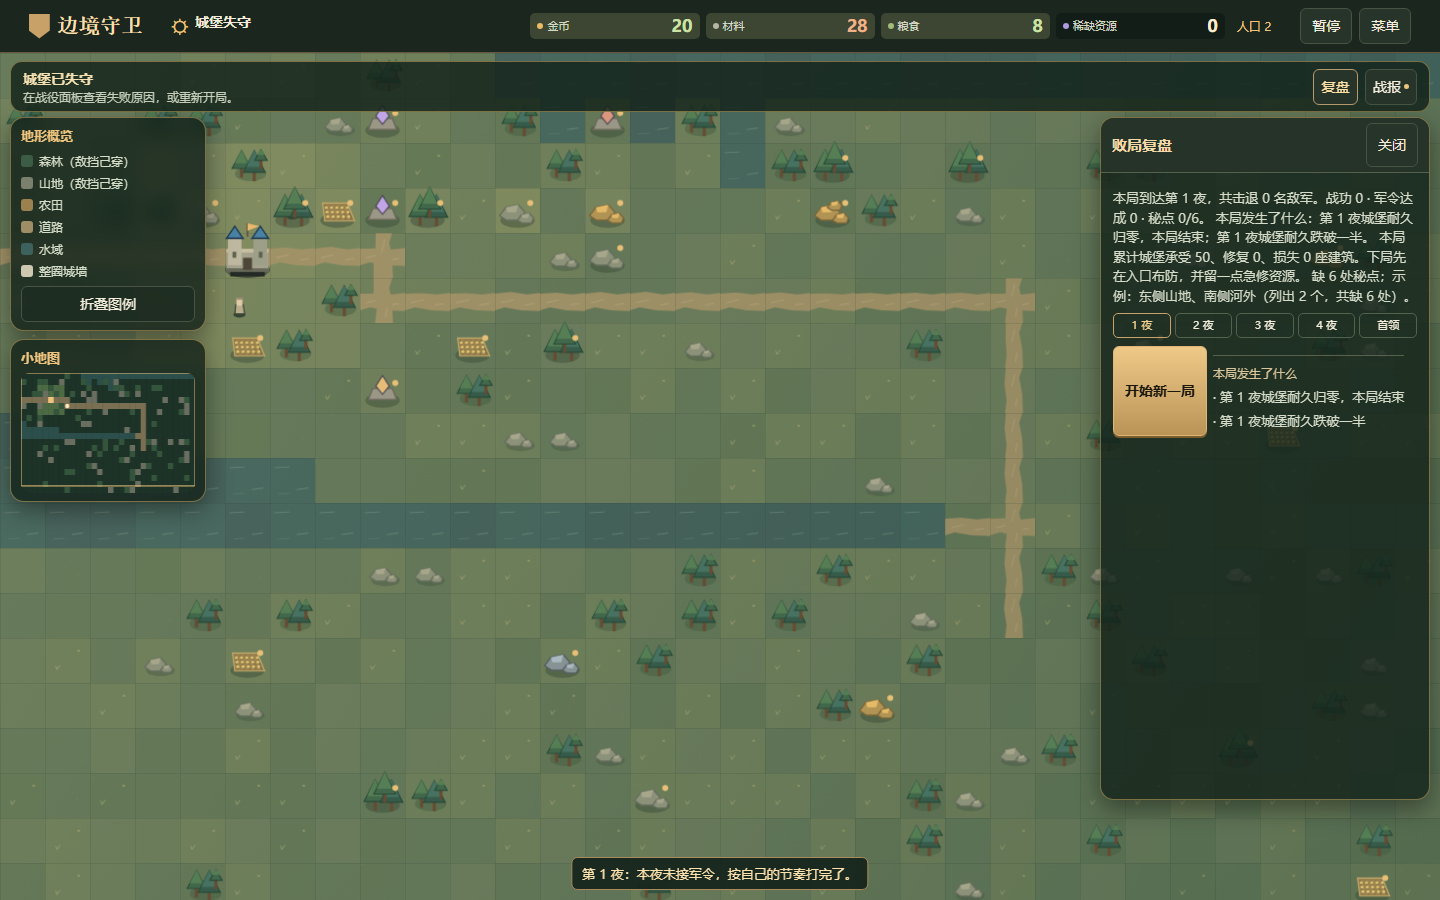 边境守卫
城堡失守
金币 20
材料 28
粮食 8
稀缺资源 0
人口 2
暂停
菜单
城堡已失守
在战役面板查看失败原因，或重新开局。
复盘
战报
地形概览
森林（敌挡己穿）
山地（敌挡己穿）
农田
道路
水域
整圈城墙
折叠图例
小地图
败局复盘
关闭
本局到达第 1 夜，共击退 0 名敌军。战功 0 · 军令达
成 0 · 秘点 0/6。 本局发生了什么：第 1 夜城堡耐久
归零，本局结束；第 1 夜城堡耐久跌破一半。 本局
累计城堡承受 50、修复 0、损失 0 座建筑。下局先
在入口布防，并留一点急修资源。 缺 6 处秘点；示
例：东侧山地、南侧河外（列出 2 个，共缺 6 处）。
1 夜
2 夜
3 夜
4 夜
首领
开始新一局
本局发生了什么
· 第 1 夜城堡耐久归零，本局结束
· 第 1 夜城堡耐久跌破一半
第 1 夜：本夜未接军令，按自己的节奏打完了。